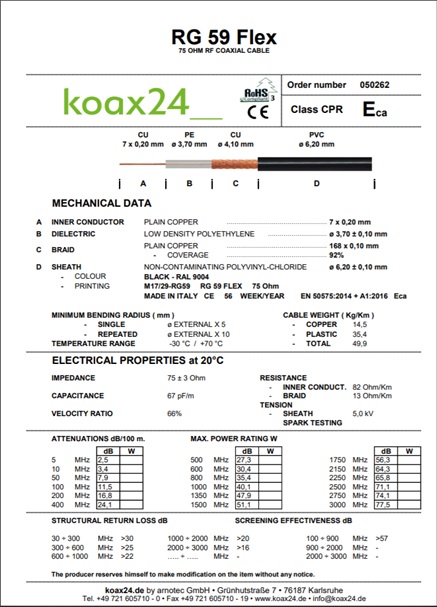 RG 59 Flex
75 OHM RF COAXIAL CABLE
koax24__
RoHS
compliant
3
CE
Order number 050262
Class CPR Eca
CU PE CU PVC
7 x 0,20 mm ø 3,70 mm ø 4,10 mm ø 6,20 mm
A B C D
MECHANICAL DATA
A INNER CONDUCTOR PLAIN COPPER 7 x 0,20 mm
B DIELECTRIC LOW DENSITY POLYETHYLENE ø 3,70 ± 0,10 mm
C BRAID PLAIN COPPER 168 x 0,10 mm
- COVERAGE 92%
D SHEATH NON-CONTAMINATING POLYVINYL-CHLORIDE ø 6,20 ± 0,10 mm
- COLOUR BLACK - RAL 9004
- PRINTING M17/29-RG59 RG 59 FLEX 75 Ohm
MADE IN ITALY CE 56 WEEK/YEAR EN 50575:2014 + A1:2016 Eca
MINIMUM BENDING RADIUS ( mm ) CABLE WEIGHT ( Kg/Km )
- SINGLE ø EXTERNAL X 5 - COPPER 14,5
- REPEATED ø EXTERNAL X 10 - PLASTIC 35,4
TEMPERATURE RANGE -30 °C / +70 °C - TOTAL 49,9
ELECTRICAL PROPERTIES at 20°C
IMPEDANCE 75 ± 3 Ohm RESISTANCE
- INNER CONDUCT. 82 Ohm/Km
CAPACITANCE 67 pF/m - BRAID 13 Ohm/Km
TENSION
VELOCITY RATIO 66% - SHEATH 5,0 kV
SPARK TESTING
ATTENUATIONS dB/100 m. MAX. POWER RATING W
dB W dB W dB W
5 MHz 2,5 500 MHz 27,3 1750 MHz 56,3
10 MHz 3,4 600 MHz 30,4 2150 MHz 64,3
50 MHz 7,9 800 MHz 35,4 2250 MHz 65,8
100 MHz 11,5 1000 MHz 40,1 2500 MHz 71,1
200 MHz 16,8 1350 MHz 47,9 2750 MHz 74,1
400 MHz 24,1 1500 MHz 51,1 3000 MHz 77,5
STRUCTURAL RETURN LOSS dB SCREENING EFFECTIVENESS dB
30 ÷ 300 MHz >30 1000 ÷ 2000 MHz >20 100 ÷ 900 MHz >57
300 ÷ 600 MHz >25 2000 ÷ 3000 MHz >16 900 ÷ 2000 MHz -
600 ÷ 1000 MHz >22 ..... ÷ ..... MHz - 2000 ÷ 3000 MHz -
The producer reserves himself to make modification on the item without any notice.
koax24.de by arnotec GmbH • Grünhutstraße 7 • 76187 Karlsruhe
Tel. +49 721 605710 - 0 • Fax +49 721 605710 - 19 • www.koax24.de • info@koax24.de